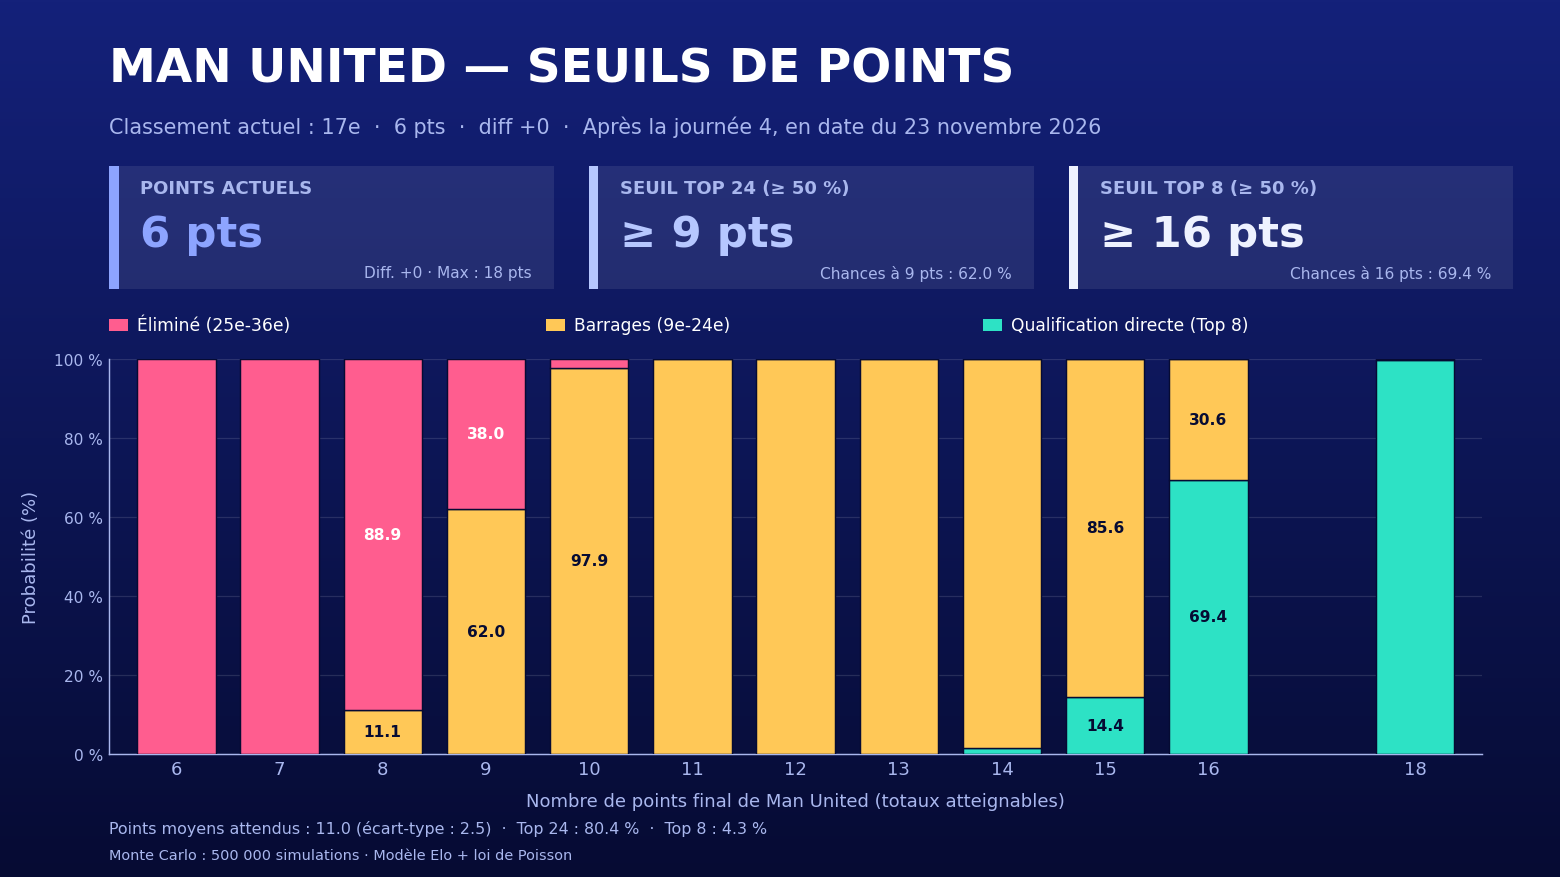 MAN UNITED — SEUILS DE POINTS
Classement actuel : 17e · 6 pts · diff +0 · Après la journée 4, en date du 23 novembre 2026
POINTS ACTUELS
6 pts
Diff. +0 · Max : 18 pts
SEUIL TOP 24 (≥ 50 %)
≥ 9 pts
Chances à 9 pts : 62.0 %
SEUIL TOP 8 (≥ 50 %)
≥ 16 pts
Chances à 16 pts : 69.4 %
Éliminé (25e-36e)
Barrages (9e-24e)
Qualification directe (Top 8)
Probabilité (%)
100 %
80 %
60 %
40 %
20 %
0 %
88.9
11.1
38.0
62.0
97.9
85.6
14.4
30.6
69.4
6 7 8 9 10 11 12 13 14 15 16 18
Nombre de points final de Man United (totaux atteignables)
Points moyens attendus : 11.0 (écart-type : 2.5) · Top 24 : 80.4 % · Top 8 : 4.3 %
Monte Carlo : 500 000 simulations · Modèle Elo + loi de Poisson